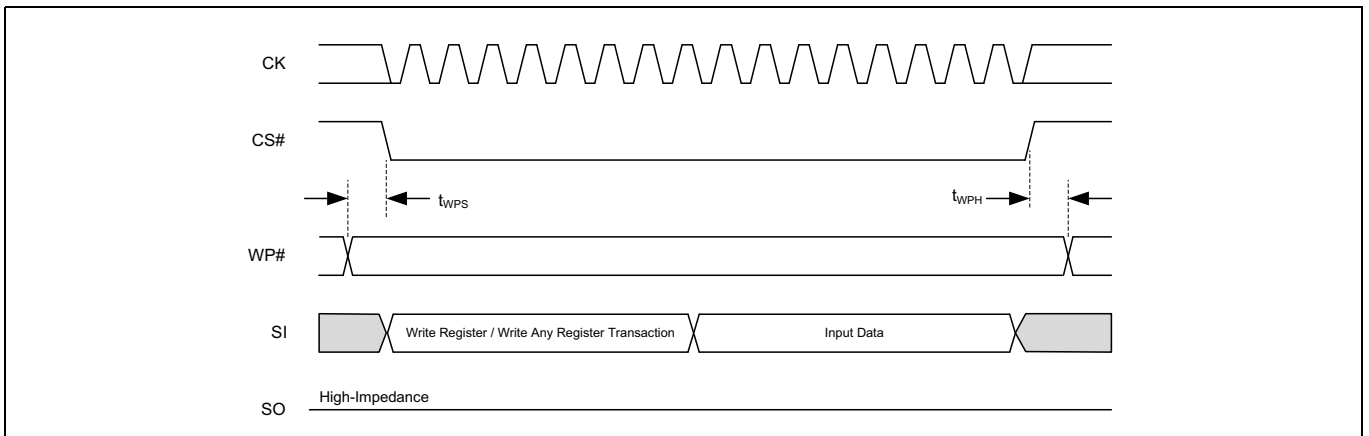 CK
CS#
tWPS
tWPH
WP#
SI
Write Register / Write Any Register Transaction
Input Data
High-Impedance
SO